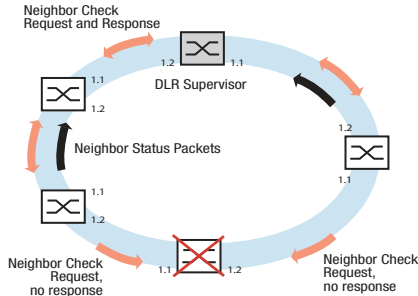 Neighbor Check
Request and Response
1.2
1.1
DLR Supervisor
1.1
1.2
1.2
1.1
Neighbor Status Packets
1.1
1.2
1.1
1.2
Neighbor Check
Request,
no response
Neighbor Check
Request,
no response